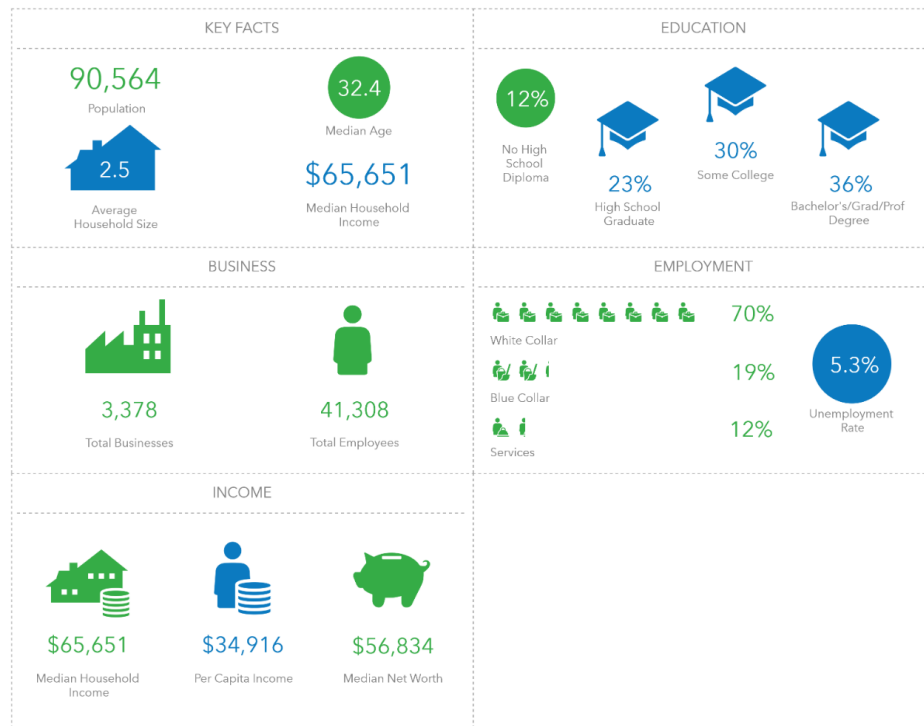 KEY FACTS
90,564
Population
32.4
Median Age
2.5
Average
Household Size
$65,651
Median Household
Income
EDUCATION
12%
No High
School
Diploma
23%
High School
Graduate
30%
Some College
36%
Bachelor's/Grad/Prof
Degree
BUSINESS
3,378
Total Businesses
41,308
Total Employees
EMPLOYMENT
70%
White Collar
19%
Blue Collar
12%
Services
5.3%
Unemployment
Rate
INCOME
$65,651
Median Household
Income
$34,916
Per Capita Income
$56,834
Median Net Worth